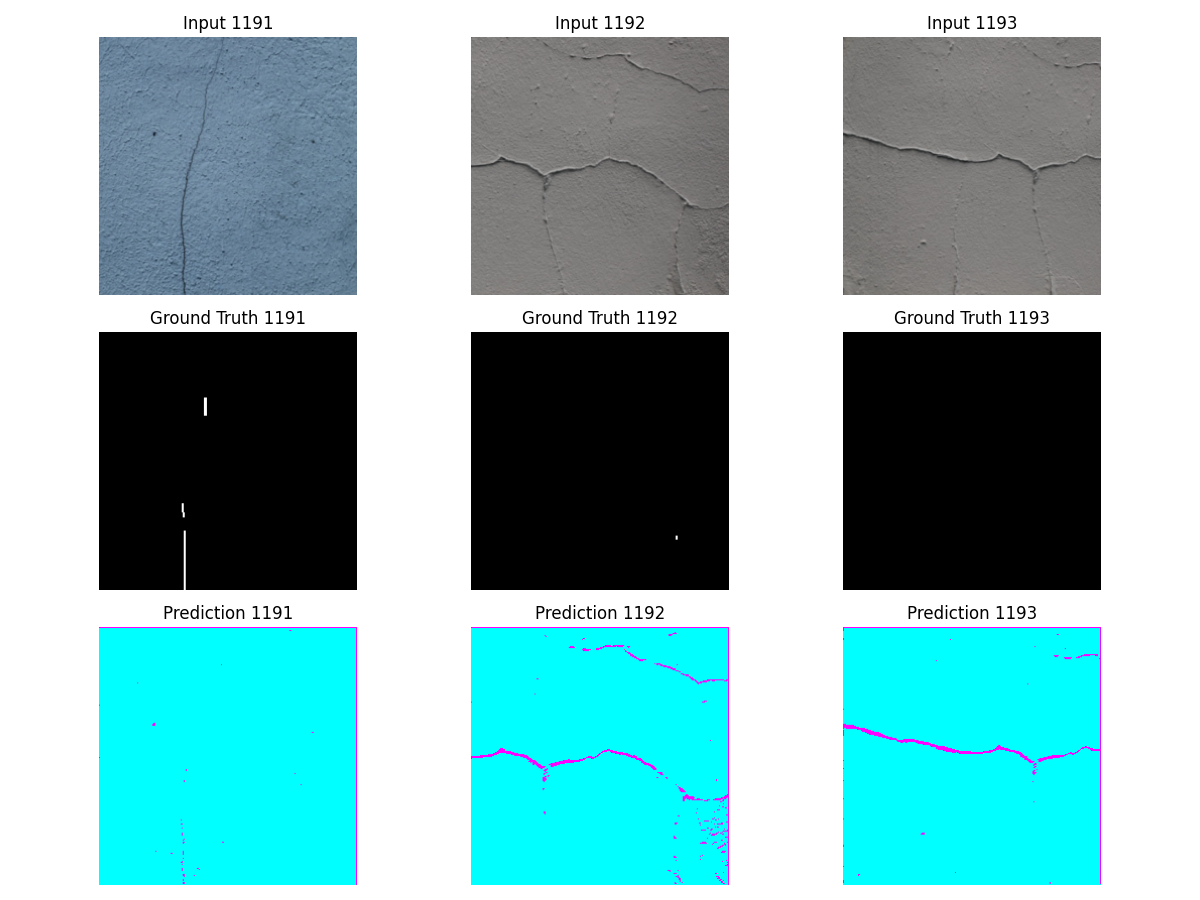 Input 1191
Input 1192
Input 1193
Ground Truth 1191
Ground Truth 1192
Ground Truth 1193
Prediction 1191
Prediction 1192
Prediction 1193